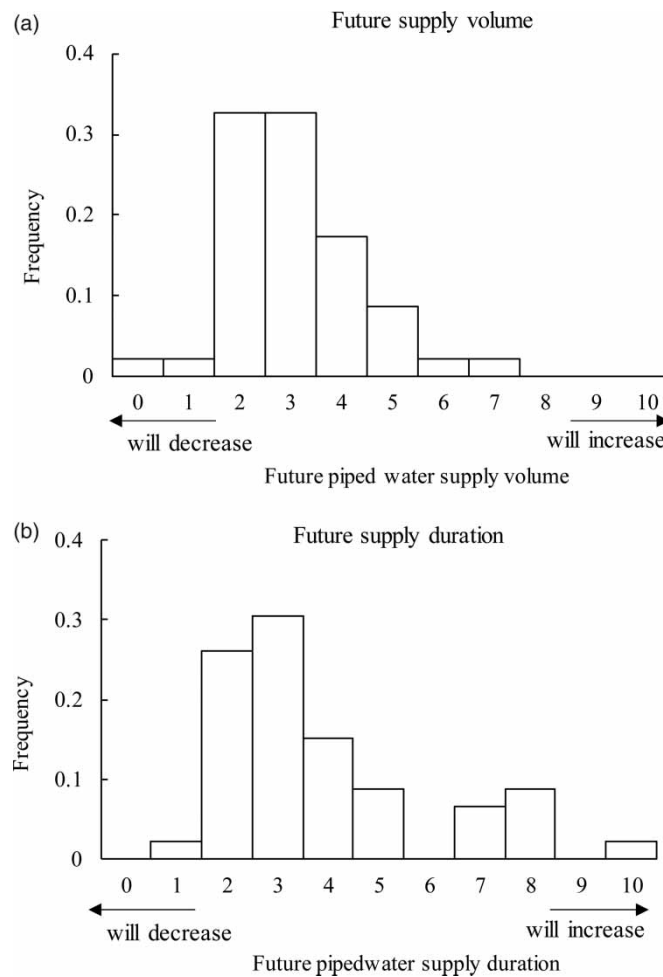 (a)
Future supply volume
0.4
0.3
0.2
0.1
0
Frequency
0 1 2 3 4 5 6 7 8 9 10
will decrease will increase
Future piped water supply volume
(b)
Future supply duration
0.4
0.3
0.2
0.1
0
Frequency
0 1 2 3 4 5 6 7 8 9 10
will decrease will increase
Future pipedwater supply duration